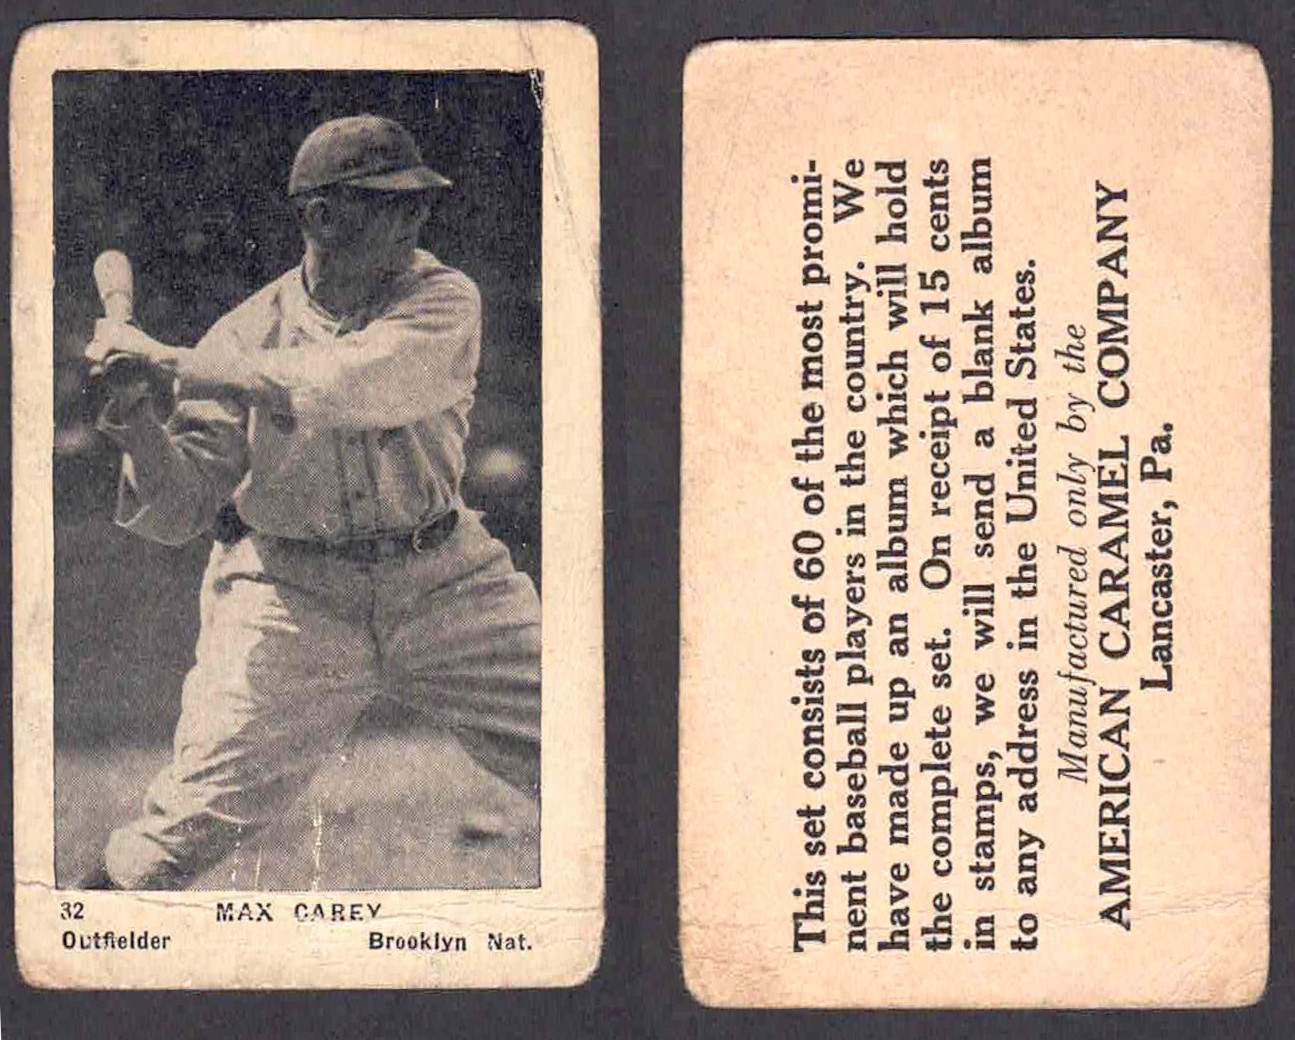 32
MAX CAREY
Outfielder
Brooklyn Nat.
This set consists of 60 of the most promi-
nent baseball players in the country. We
have made up an album which will hold
the complete set. On receipt of 15 cents
in stamps, we will send a blank album
to any address in the United States.
Manufactured only by the
AMERICAN CARAMEL COMPANY
Lancaster, Pa.